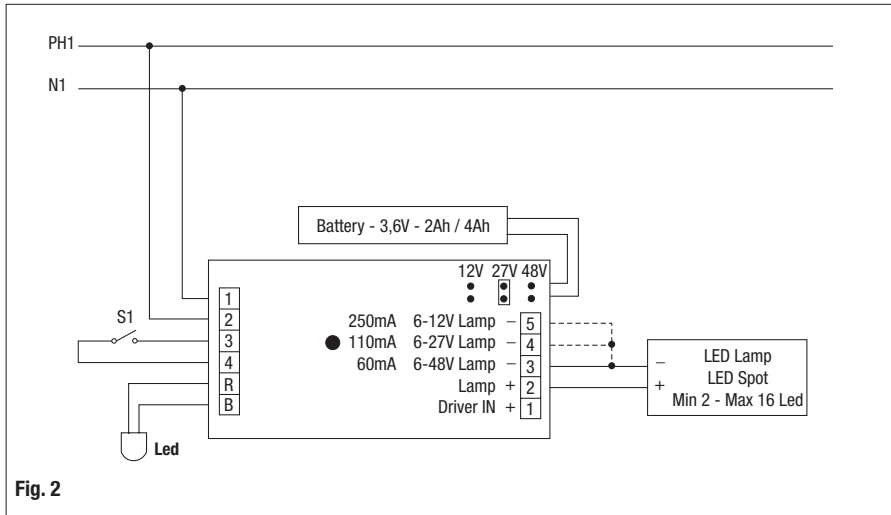 PH1
N1
Battery - 3,6V - 2Ah / 4Ah
12V 27V 48V
S1
1
2
3
4
R
B
250mA 6-12V Lamp – 5
110mA 6-27V Lamp – 4
60mA 6-48V Lamp – 3
Lamp + 2
Driver IN + 1
– LED Lamp
LED Spot
+ Min 2 - Max 16 Led
Led
Fig. 2